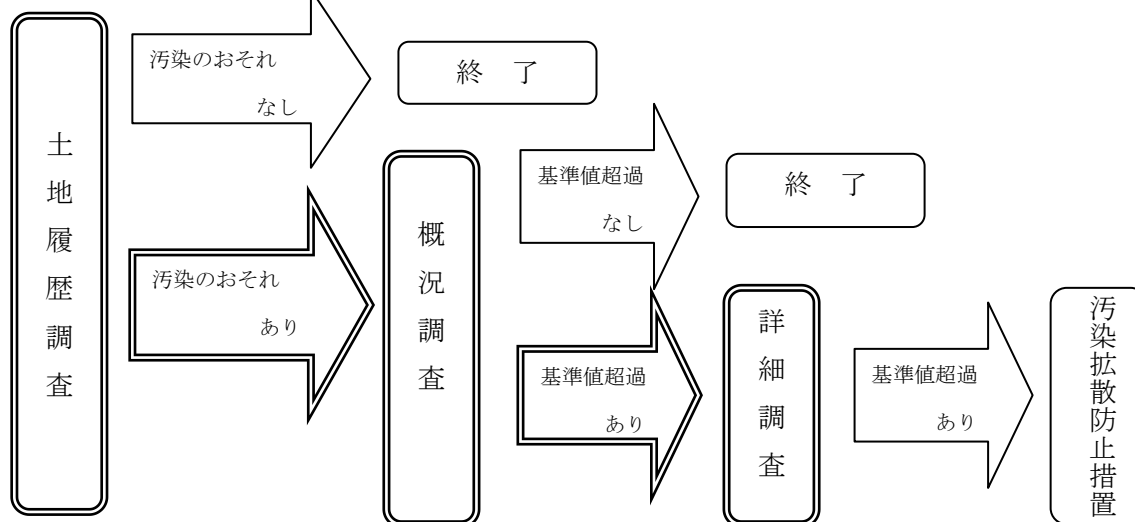 土地履歴調査
汚染のおそれ
なし
終 了
汚染のおそれ
あり
概況調査
基準値超過
なし
終 了
基準値超過
あり
詳細調査
基準値超過
あり
汚染拡散防止措置